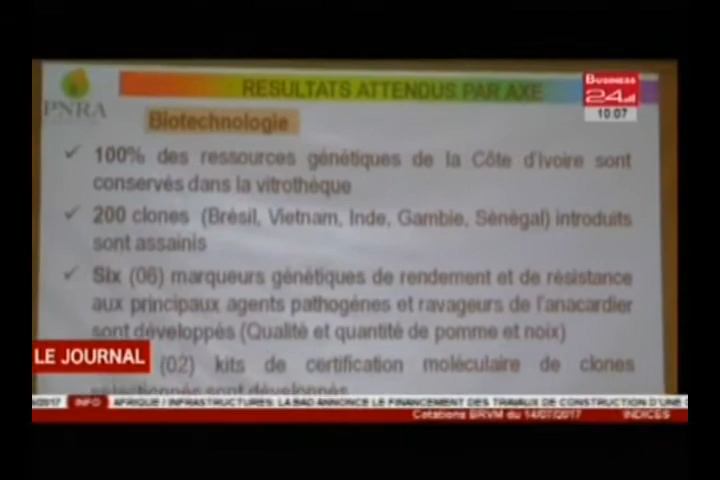 RESULTATS ATTENDUS PAR AXE
BUSINESS
24
10:07
PNRA
Biotechnologie
✓ 100% des ressources génétiques de la Côte d'Ivoire sont
conservés dans la vitrothèque
✓ 200 clones (Brésil, Vietnam, Inde, Gambie, Sénégal) introduits
sont assainis
✓ Six (06) marqueurs génétiques de rendement et de résistance
aux principaux agents pathogènes et ravageurs de l'anacardier
sont développés (Qualité et quantité de pomme et noix)
LE JOURNAL
(02) kits de certification moléculaire de clones
sélectionnés sont développés
/2017 INFO AFRIQUE / INFRASTRUCTURES: LA BAD ANNONCE LE FINANCEMENT DES TRAVAUX DE CONSTRUCTION D'UNE
Cotations BRVM du 14/07/2017 INDICES